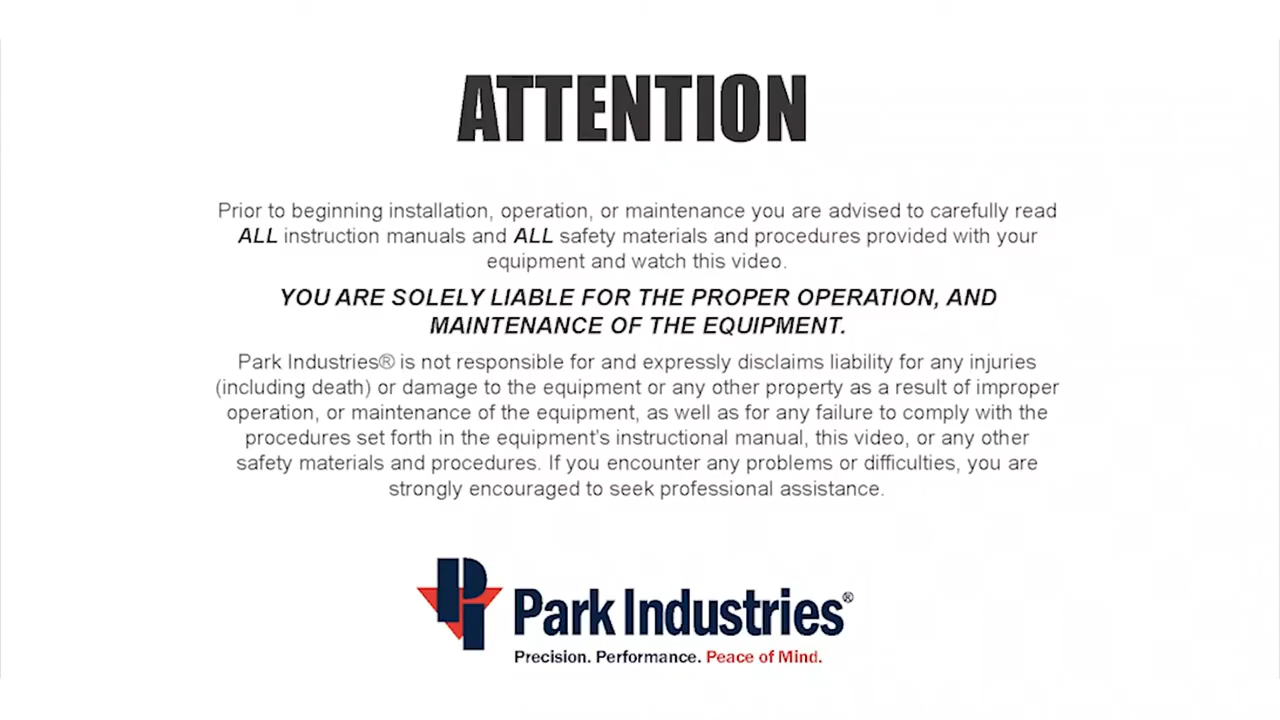 ATTENTION
Prior to beginning installation, operation, or maintenance you are advised to carefully read
ALL instruction manuals and ALL safety materials and procedures provided with your
equipment and watch this video.
YOU ARE SOLELY LIABLE FOR THE PROPER OPERATION, AND
MAINTENANCE OF THE EQUIPMENT.
Park Industries® is not responsible for and expressly disclaims liability for any injuries
(including death) or damage to the equipment or any other property as a result of improper
operation, or maintenance of the equipment, as well as for any failure to comply with the
procedures set forth in the equipment's instructional manual, this video, or any other
safety materials and procedures. If you encounter any problems or difficulties, you are
strongly encouraged to seek professional assistance.
PI Park Industries®
Precision. Performance. Peace of Mind.